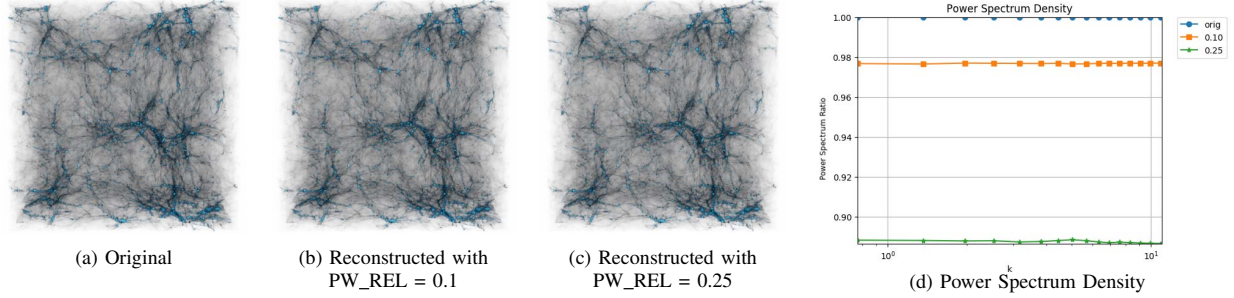 Power Spectrum Density
1.00
0.98
0.96
0.94
0.92
0.90
Power Spectrum Ratio
10⁰
10¹
k
orig
0.10
0.25
(a) Original
(b) Reconstructed with
PW_REL = 0.1
(c) Reconstructed with
PW_REL = 0.25
(d) Power Spectrum Density